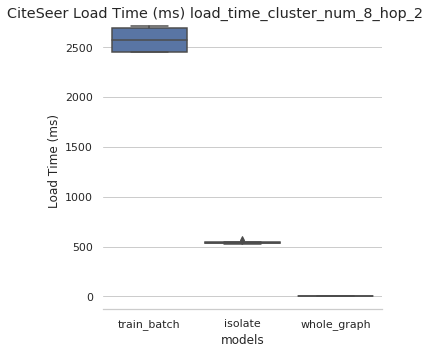 CiteSeer Load Time (ms) load_time_cluster_num_8_hop_2
Load Time (ms)
2500
2000
1500
1000
500
0
train_batch
isolate
whole_graph
models